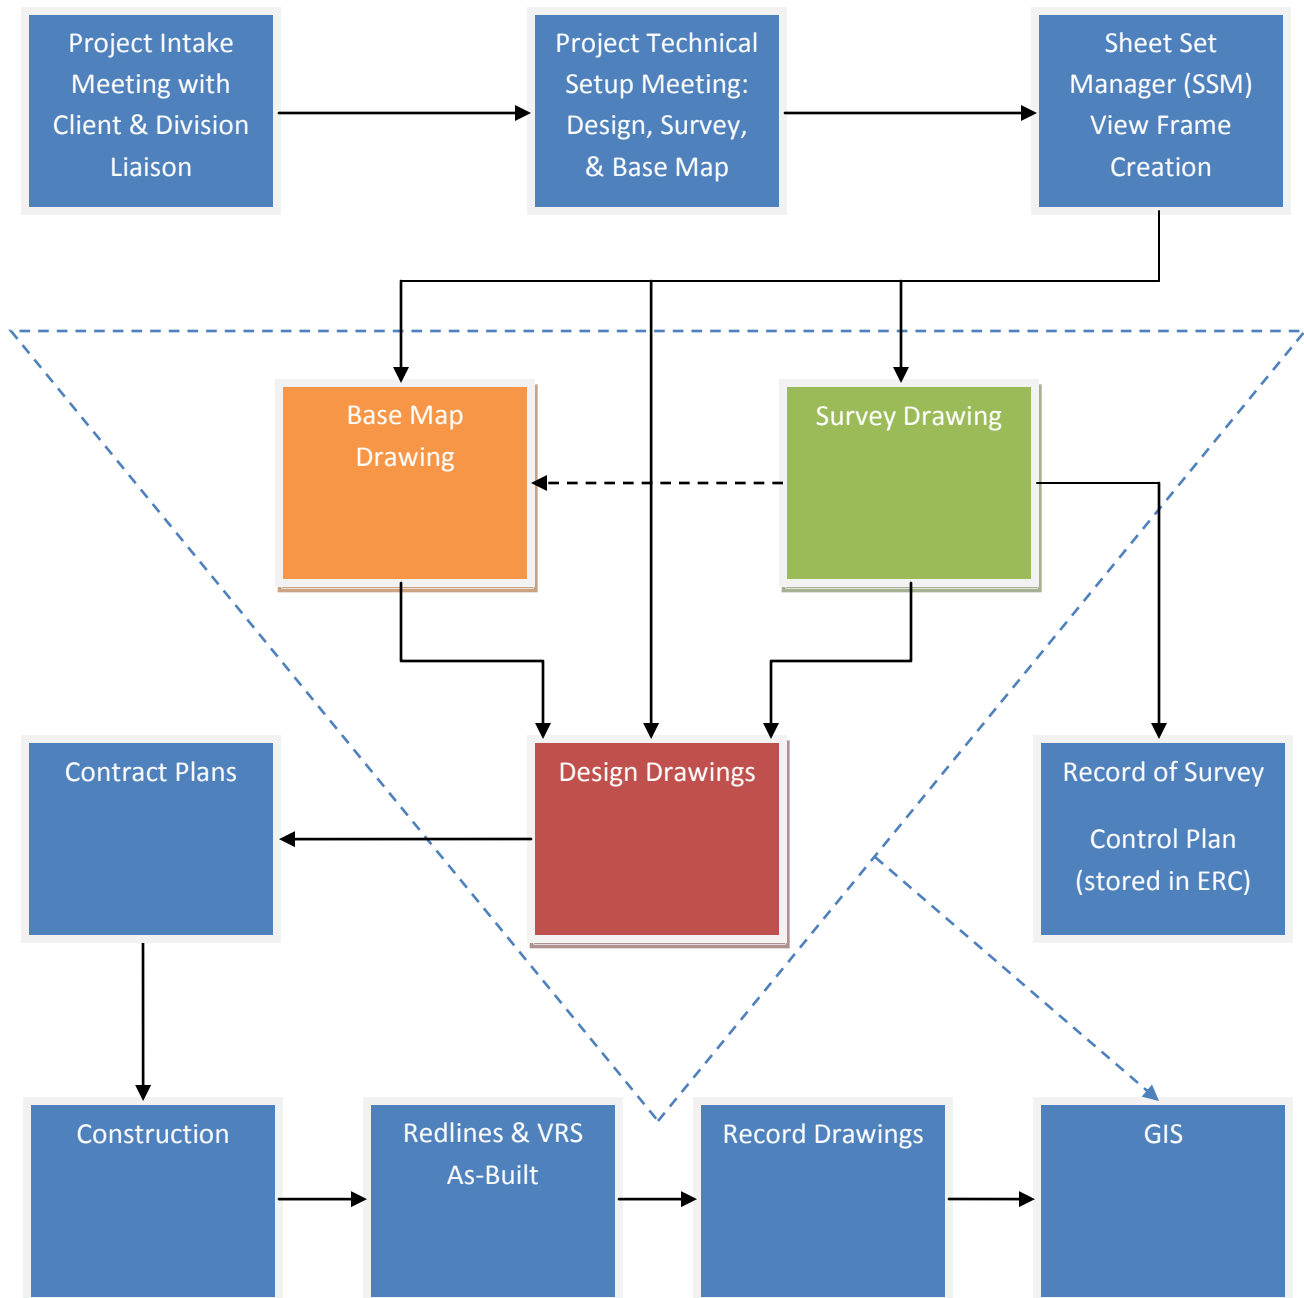 Project Intake
Meeting with
Client & Division
Liaison
Project Technical
Setup Meeting:
Design, Survey,
& Base Map
Sheet Set
Manager (SSM)
View Frame
Creation
Base Map
Drawing
Survey Drawing
Contract Plans
Design Drawings
Record of Survey
Control Plan
(stored in ERC)
Construction
Redlines & VRS
As-Built
Record Drawings
GIS